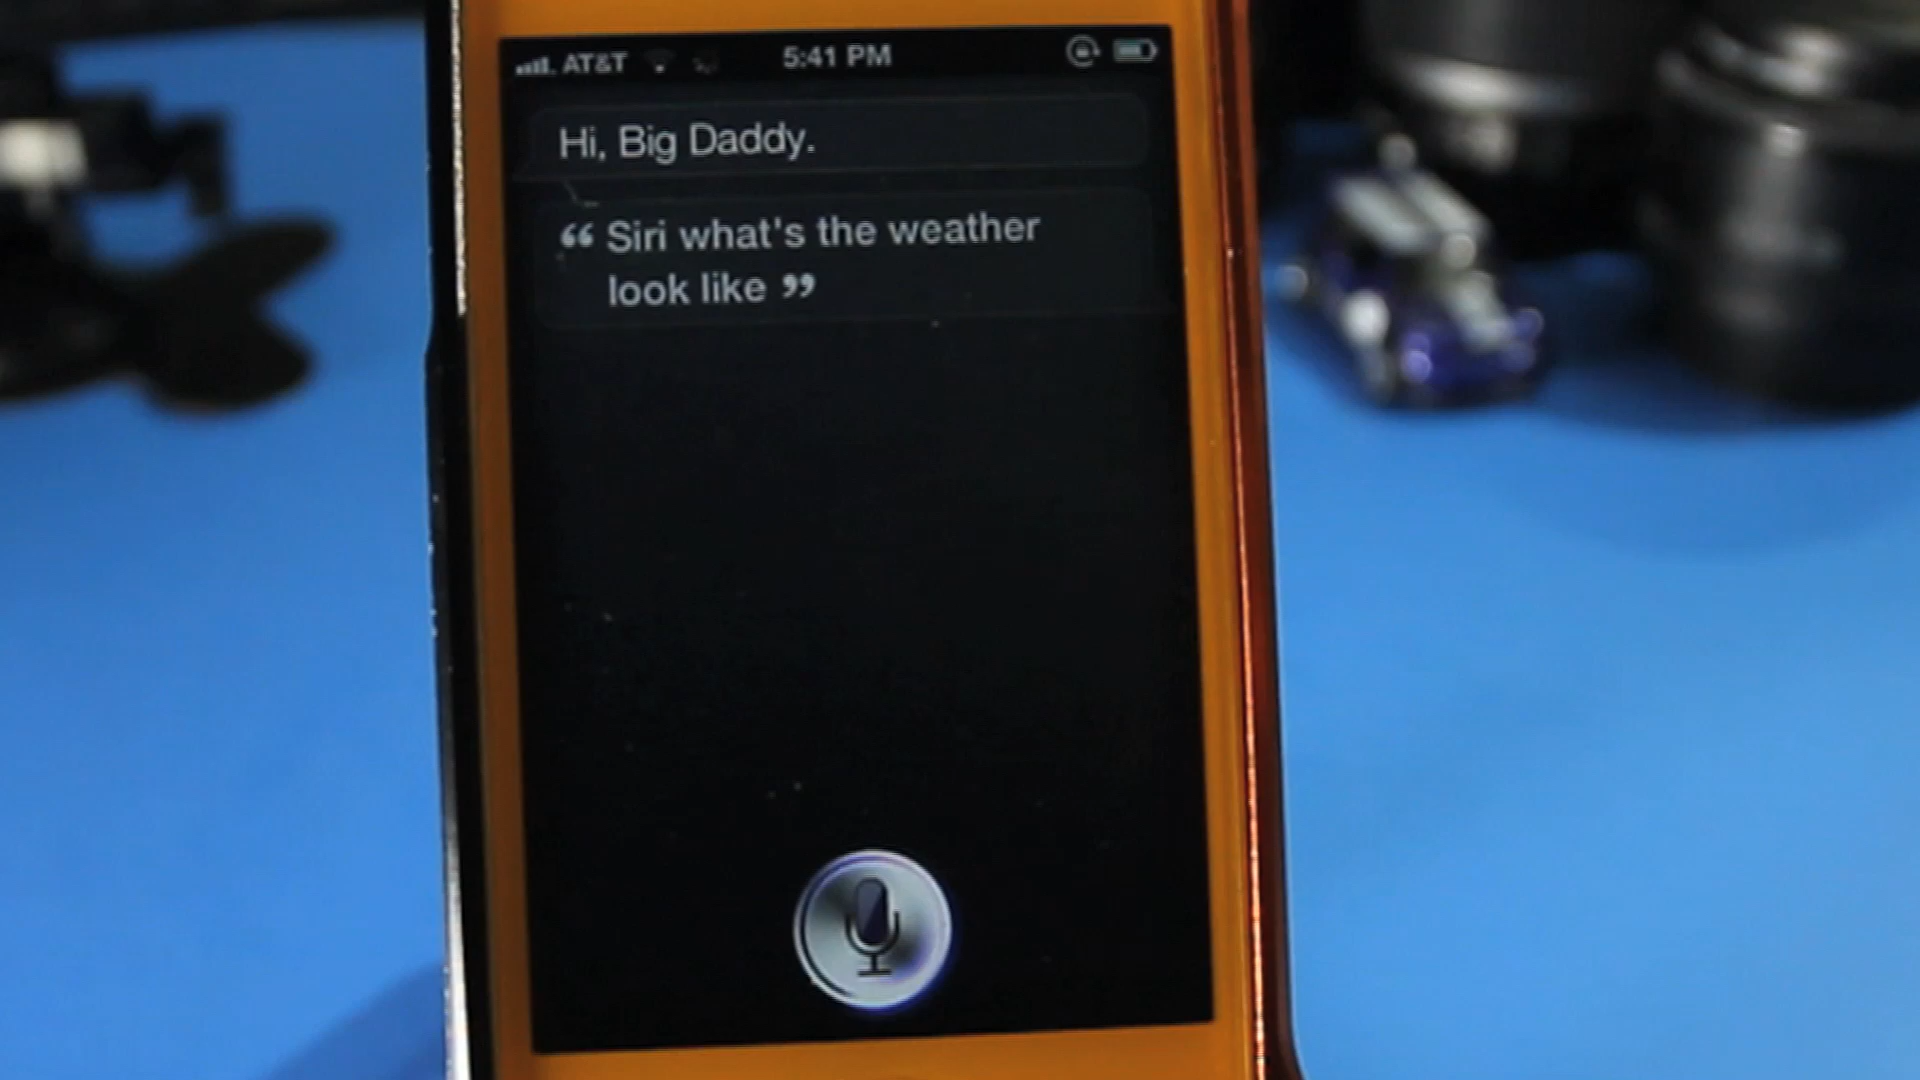 AT&T 5:41 PM
Hi, Big Daddy.
“ Siri what's the weather
look like ”